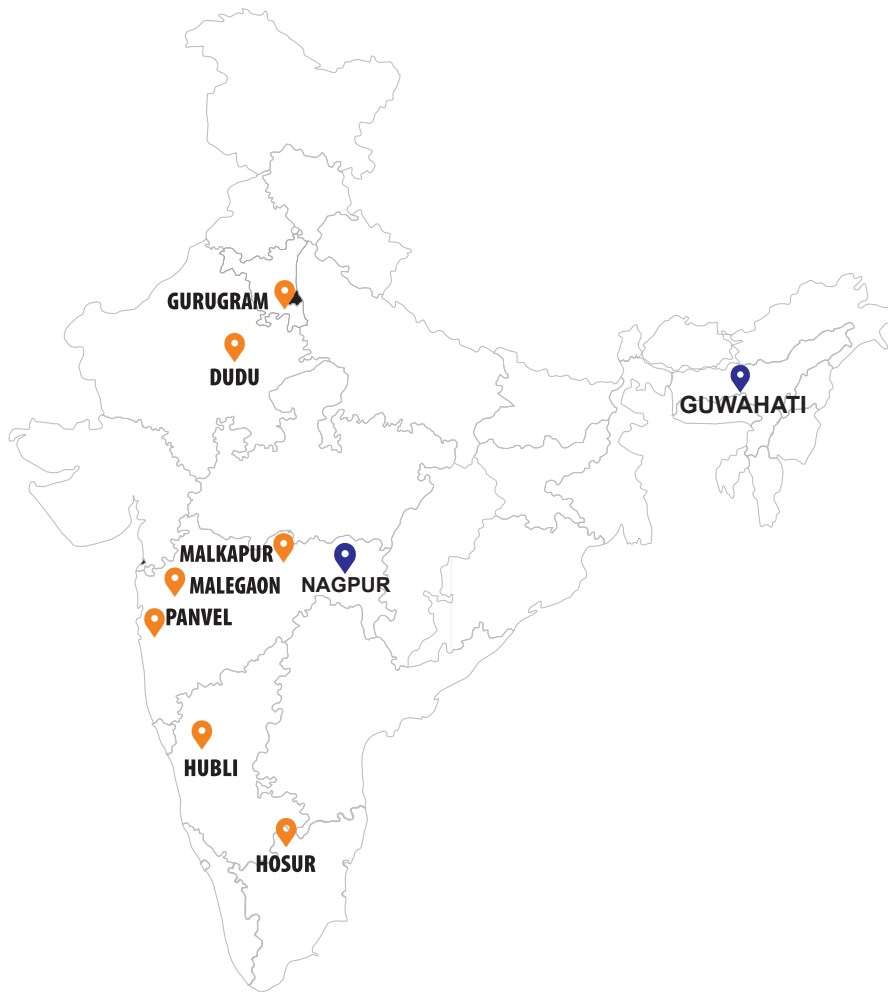 GURUGRAM
DUDU
GUWAHATI
MALKAPUR
NAGPUR
MALEGAON
PANVEL
HUBLI
HOSUR